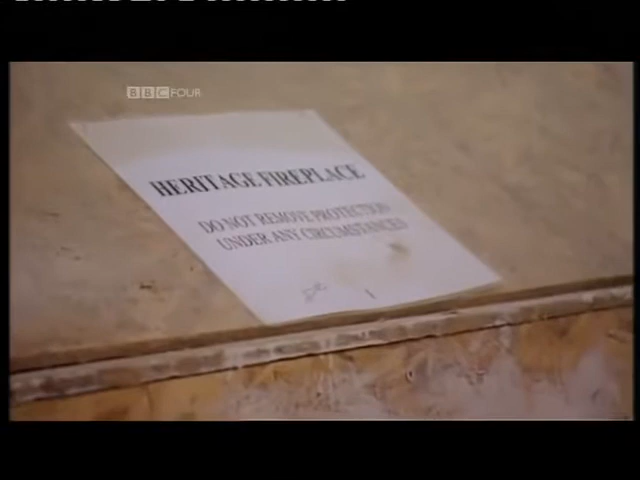 BBC FOUR
HERITAGE FIREPLACE
DO NOT REMOVE PROTECTION
UNDER ANY CIRCUMSTANCES